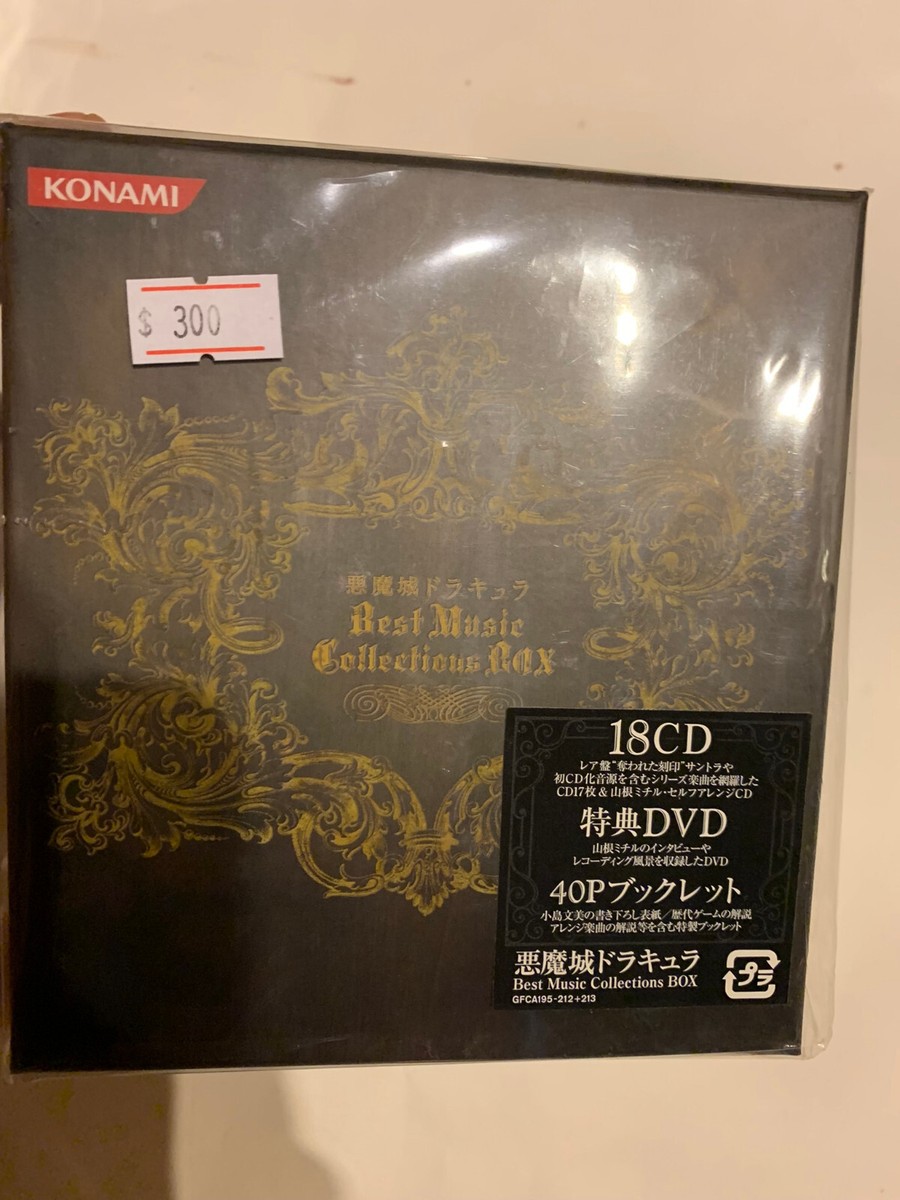 KONAMI
$ 300
悪魔城ドラキュラ
Best Music
Collections BOX
18CD
レア盤"奪われた刻印"サントラや
初CD化音源を含むシリーズ楽曲を網羅した
CD17枚&山根ミチル・セルフアレンジCD
特典DVD
山根ミチルのインタビューや
レコーディング風景を収録したDVD
40Pブックレット
小島文美の書き下ろし表紙/歴代ゲームの解説
アレンジ楽曲の解説等を含む特製ブックレット
悪魔城ドラキュラ
Best Music Collections BOX
GFCA195-212+213
プラ